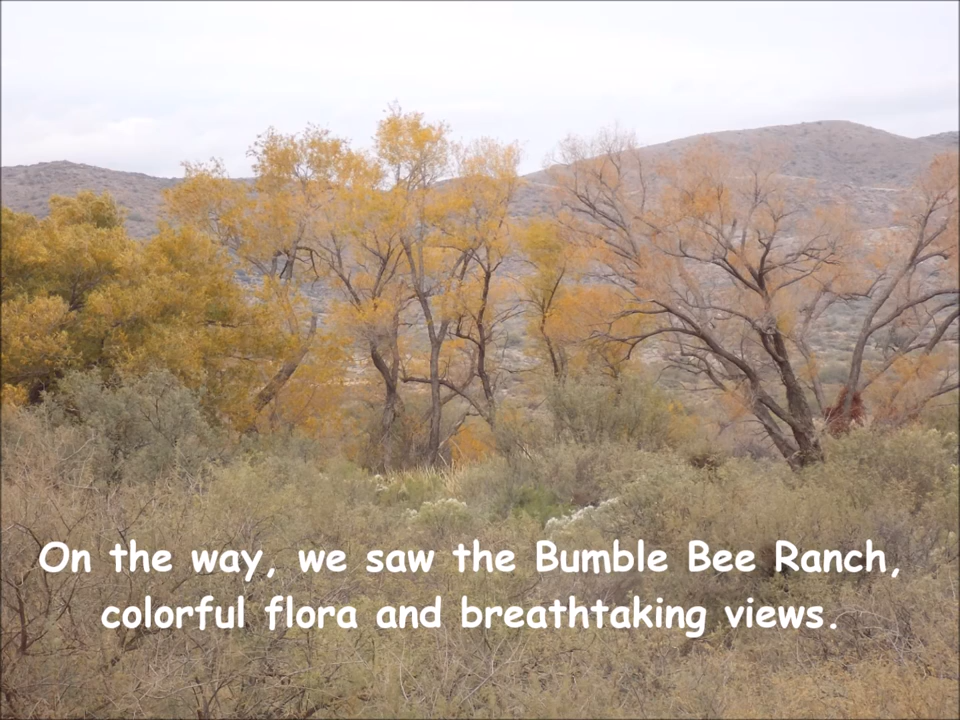 On the way, we saw the Bumble Bee Ranch,
colorful flora and breathtaking views.